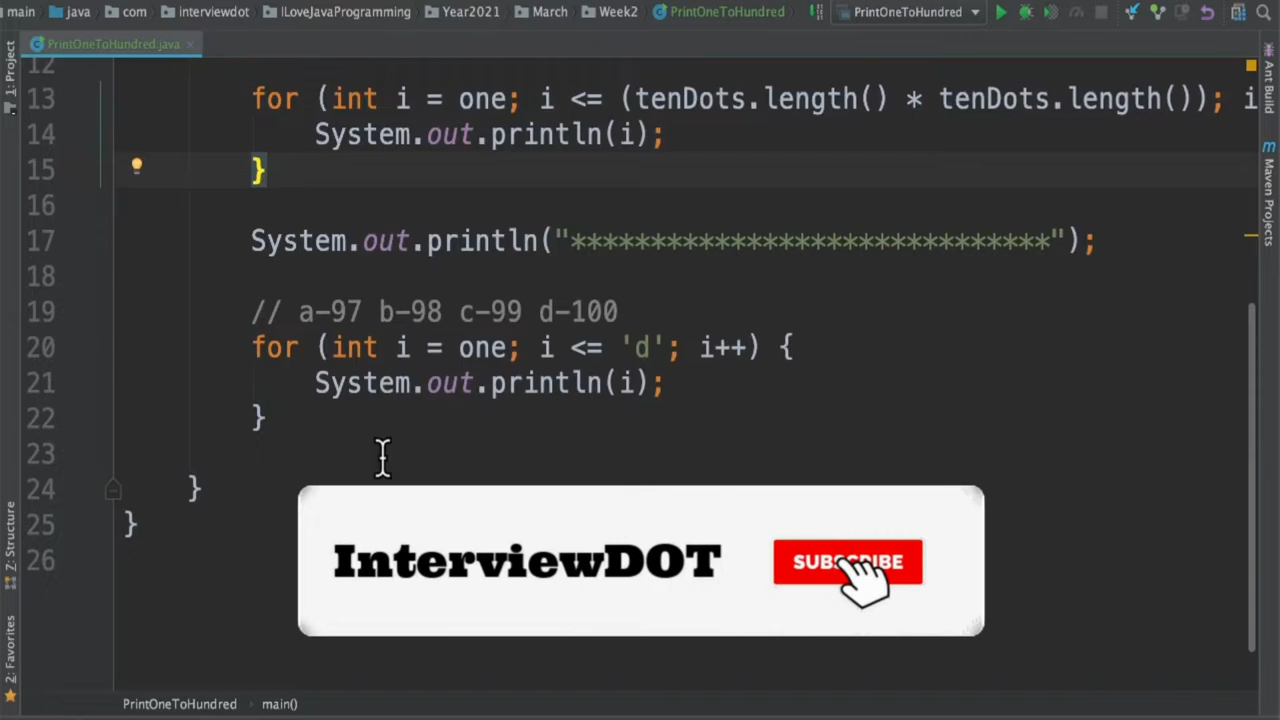 main java com interviewdot ILoveJavaProgramming Year2021 March Week2 PrintOneToHundred PrintOneToHundred
PrintOneToHundred.java
1: Project
Ant Build
Maven Projects
12
13 for (int i = one; i <= (tenDots.length() * tenDots.length()); i
14 System.out.println(i);
15 }
16
17 System.out.println("******************************");
18
19 // a-97 b-98 c-99 d-100
20 for (int i = one; i <= 'd'; i++) {
21 System.out.println(i);
22 }
23
24 }
25 }
26
InterviewDOT SUBSCRIBE
Z: Structure
2: Favorites
PrintOneToHundred main()